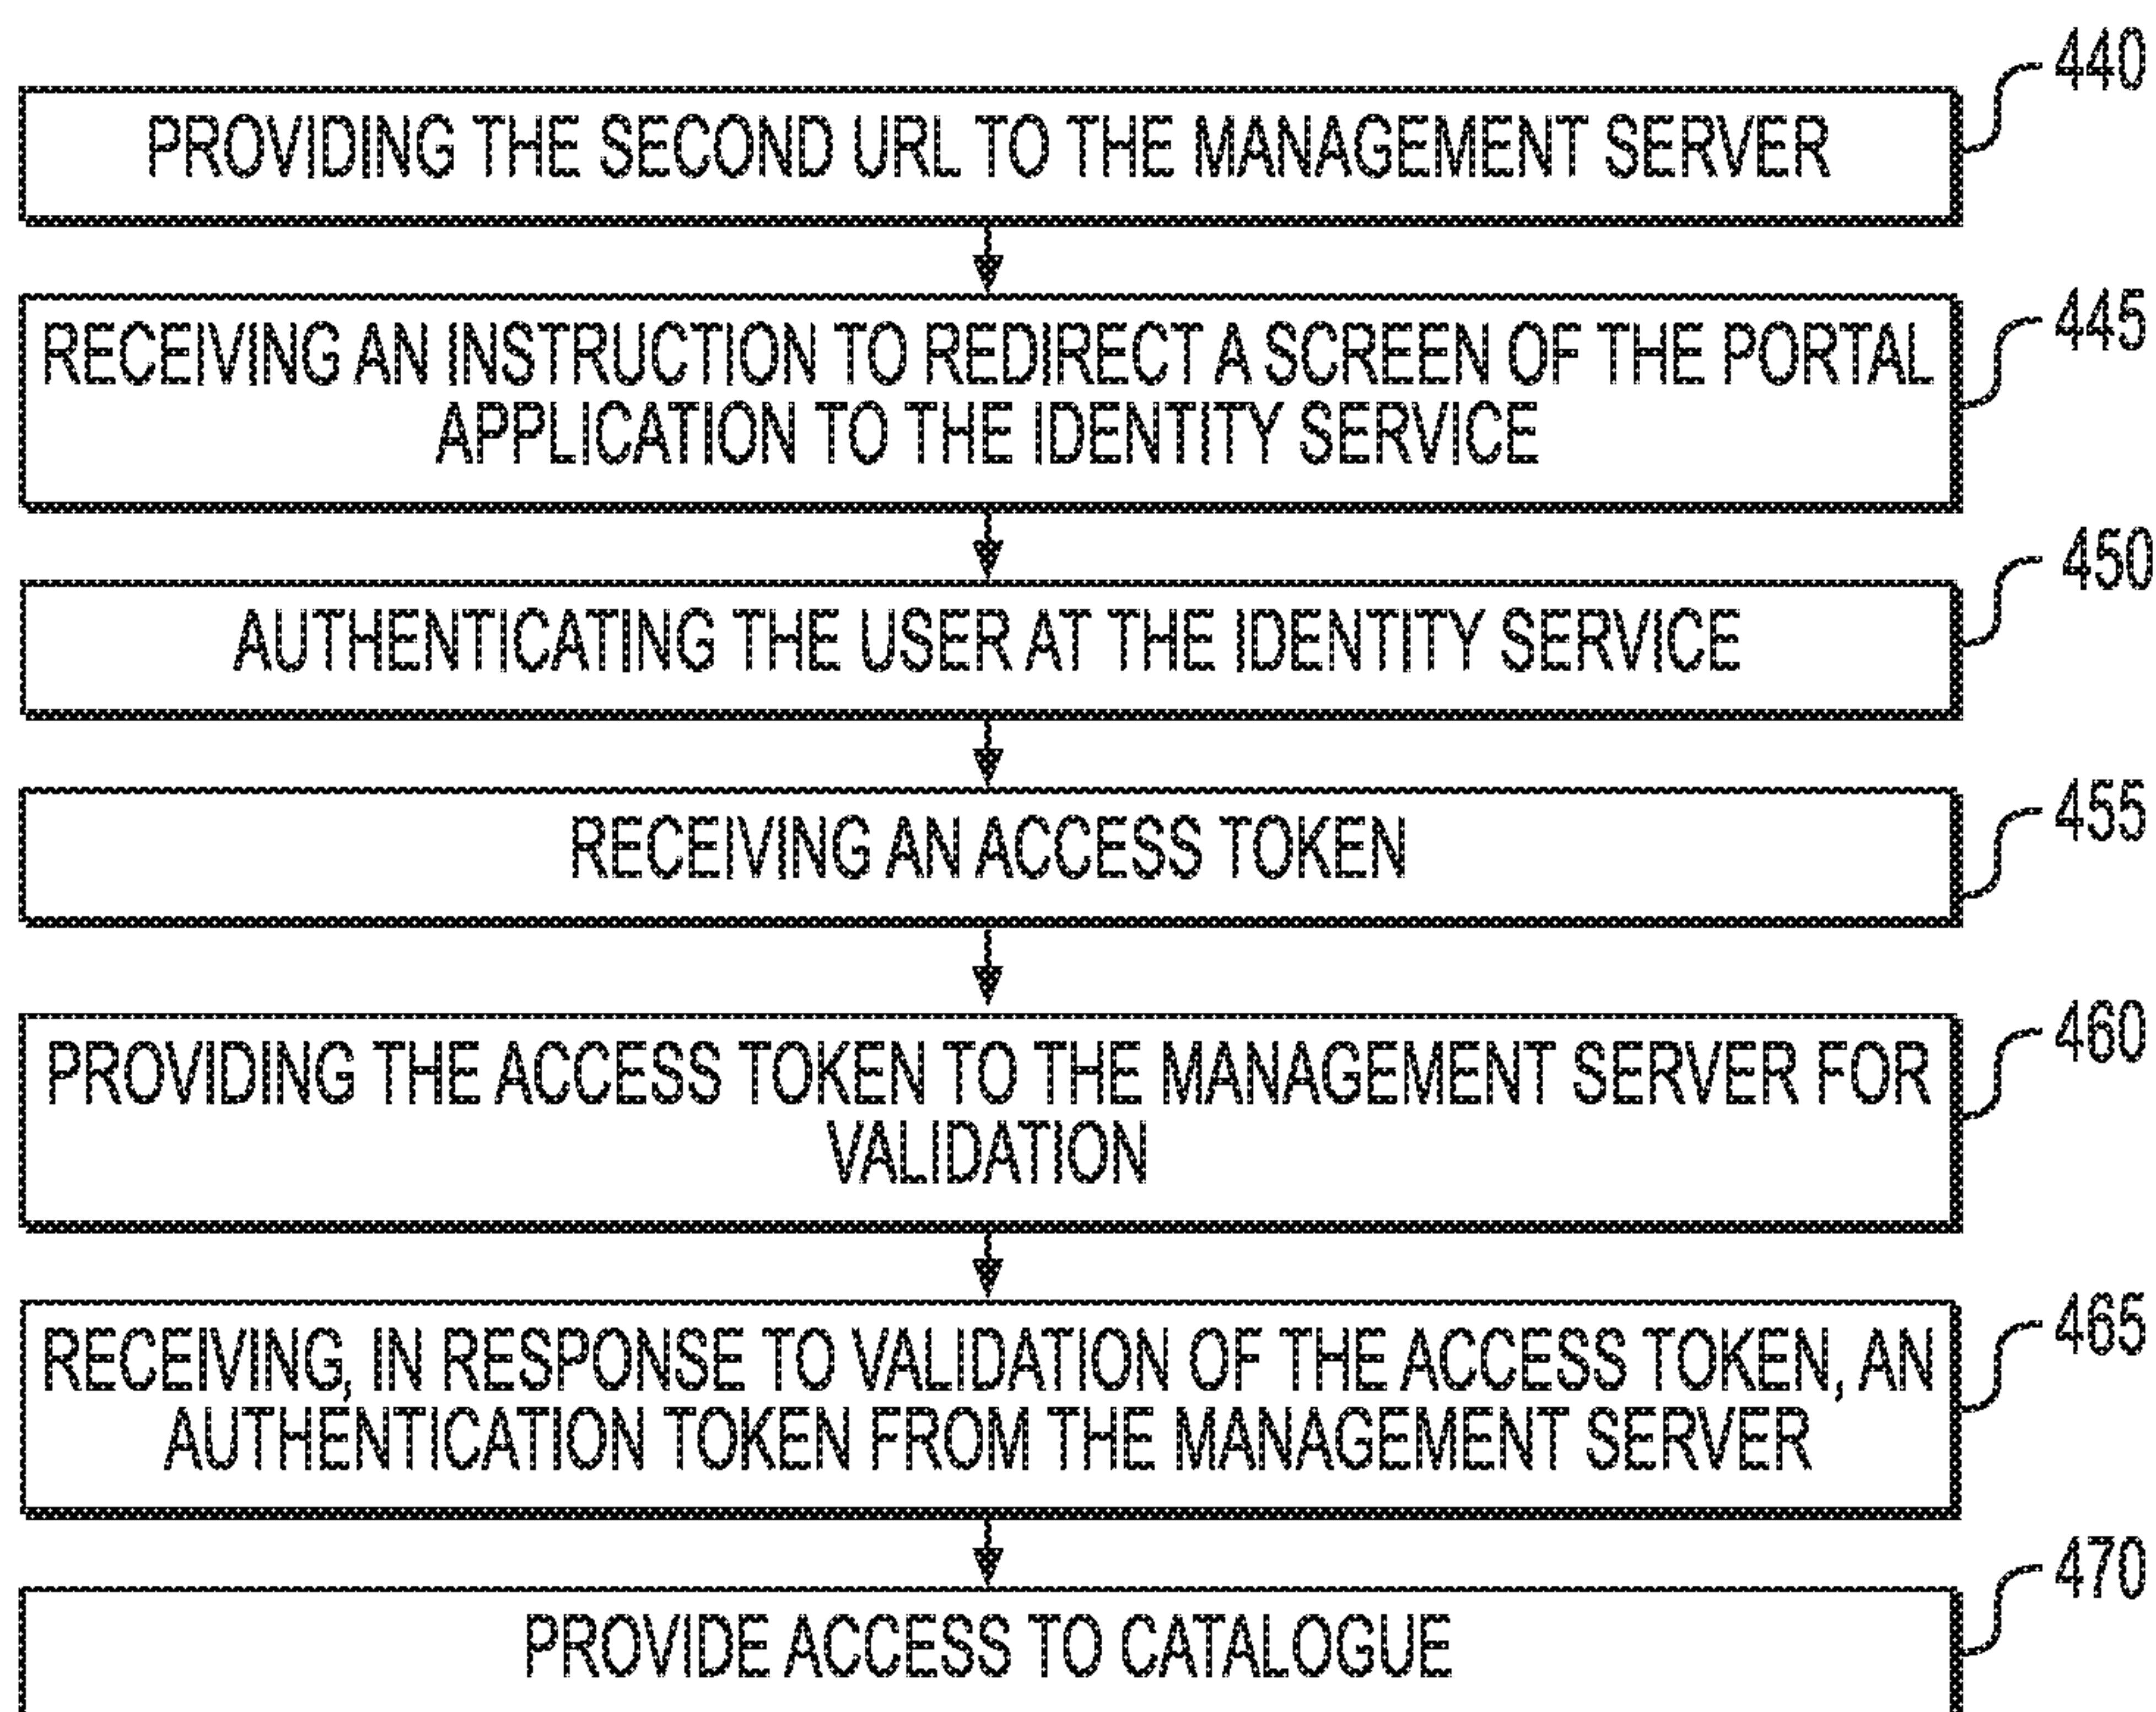 440
PROVIDING THE SECOND URL TO THE MANAGEMENT SERVER
445
RECEIVING AN INSTRUCTION TO REDIRECT A SCREEN OF THE PORTAL
APPLICATION TO THE IDENTITY SERVICE
450
AUTHENTICATING THE USER AT THE IDENTITY SERVICE
455
RECEIVING AN ACCESS TOKEN
460
PROVIDING THE ACCESS TOKEN TO THE MANAGEMENT SERVER FOR
VALIDATION
465
RECEIVING, IN RESPONSE TO VALIDATION OF THE ACCESS TOKEN, AN
AUTHENTICATION TOKEN FROM THE MANAGEMENT SERVER
470
PROVIDE ACCESS TO CATALOGUE